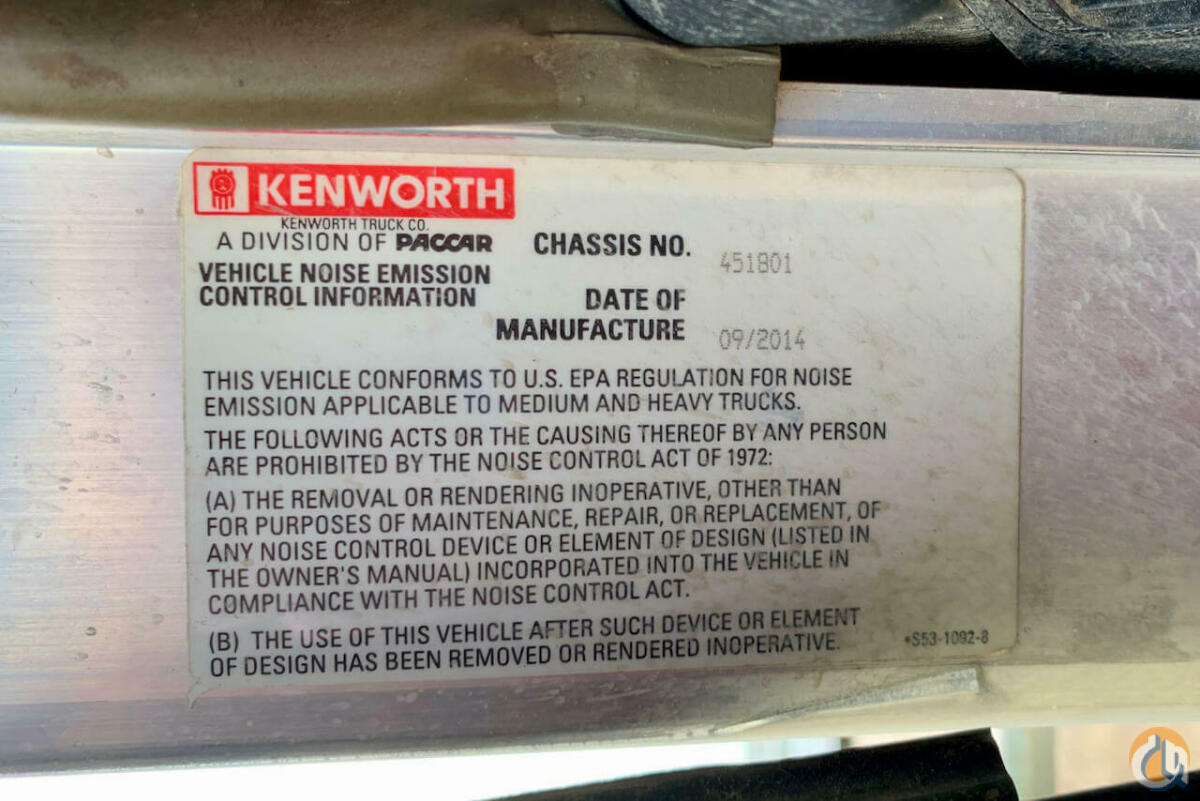 KENWORTH
KENWORTH TRUCK CO.
A DIVISION OF PACCAR
VEHICLE NOISE EMISSION
CONTROL INFORMATION
CHASSIS NO. 451801
DATE OF
MANUFACTURE 09/2014
THIS VEHICLE CONFORMS TO U.S. EPA REGULATION FOR NOISE
EMISSION APPLICABLE TO MEDIUM AND HEAVY TRUCKS.
THE FOLLOWING ACTS OR THE CAUSING THEREOF BY ANY PERSON
ARE PROHIBITED BY THE NOISE CONTROL ACT OF 1972:
(A) THE REMOVAL OR RENDERING INOPERATIVE, OTHER THAN
FOR PURPOSES OF MAINTENANCE, REPAIR, OR REPLACEMENT, OF
ANY NOISE CONTROL DEVICE OR ELEMENT OF DESIGN (LISTED IN
THE OWNER'S MANUAL) INCORPORATED INTO THE VEHICLE IN
COMPLIANCE WITH THE NOISE CONTROL ACT.
(B) THE USE OF THIS VEHICLE AFTER SUCH DEVICE OR ELEMENT
OF DESIGN HAS BEEN REMOVED OR RENDERED INOPERATIVE.
*S53-1092-8